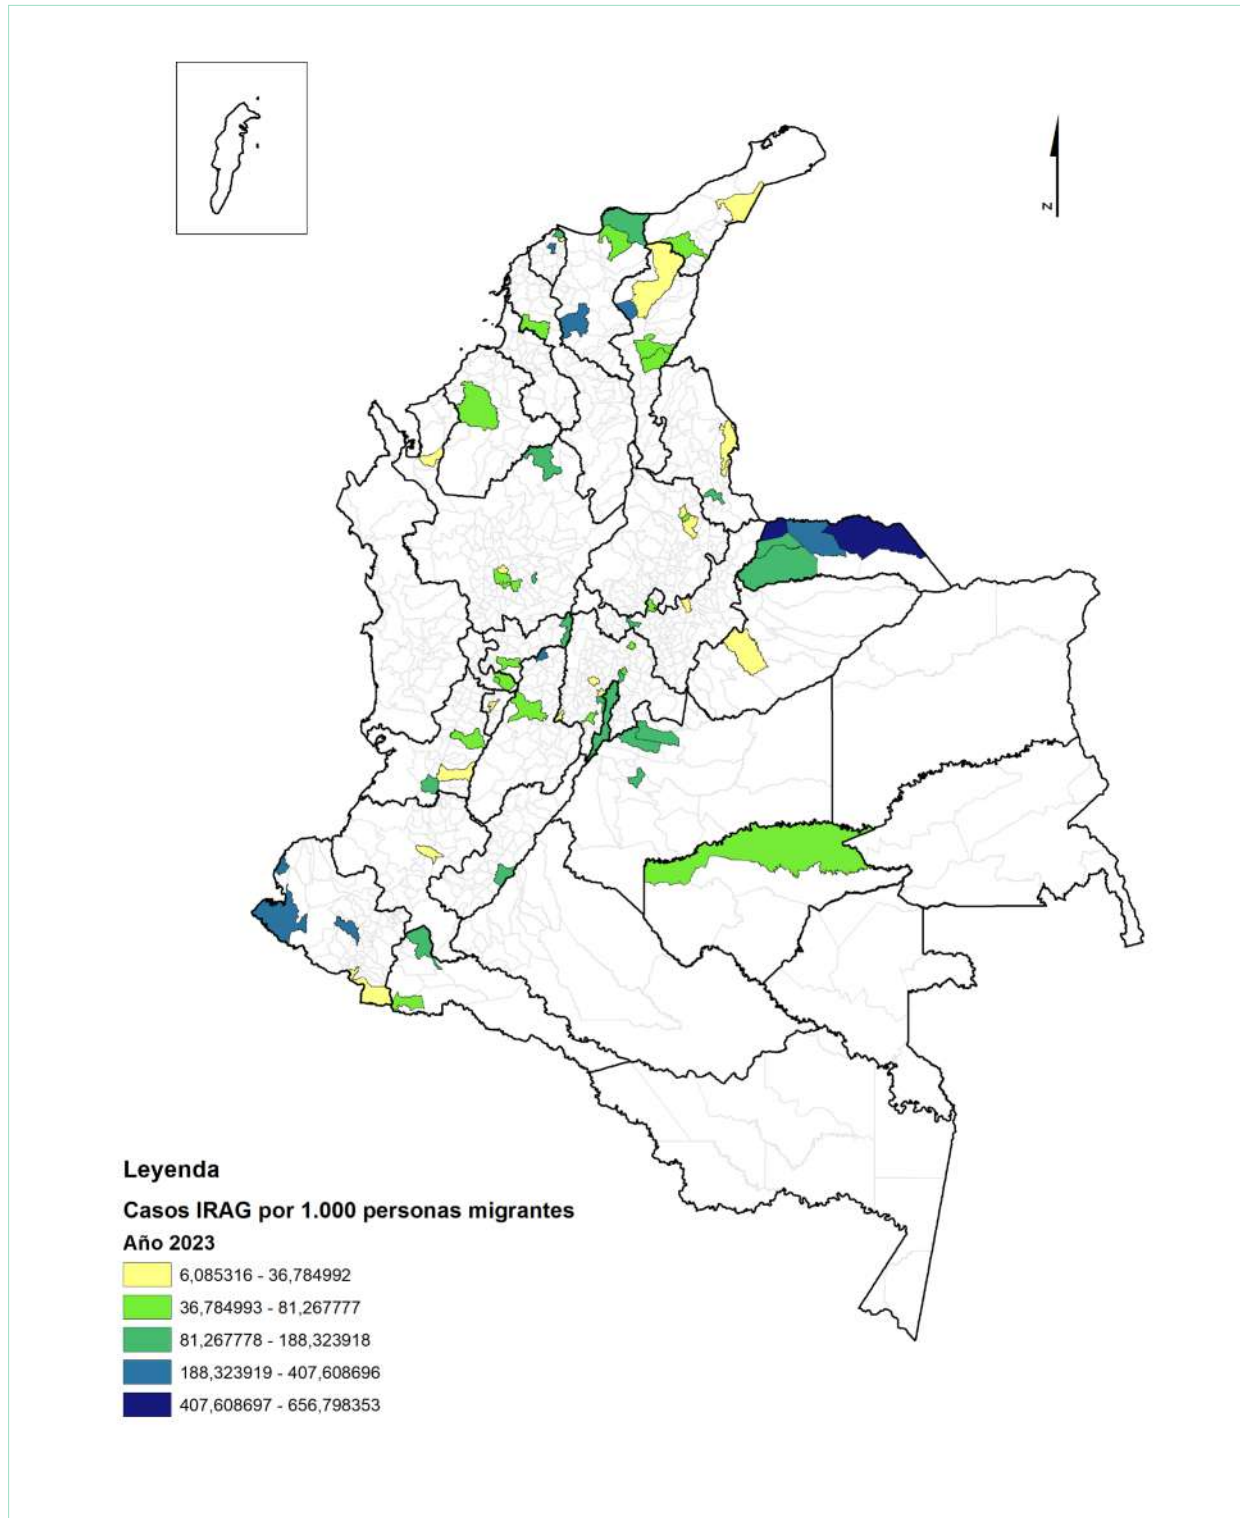 N
Leyenda
Casos IRAG por 1.000 personas migrantes
Año 2023
6,085316 - 36,784992
36,784993 - 81,267777
81,267778 - 188,323918
188,323919 - 407,608696
407,608697 - 656,798353